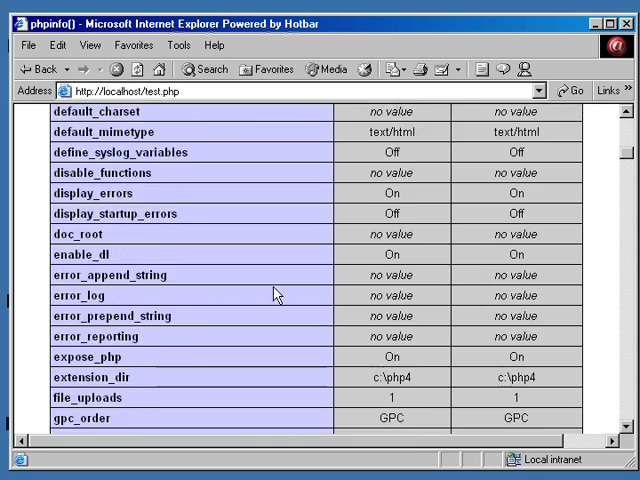 phpinfo() - Microsoft Internet Explorer Powered by Hotbar
File Edit View Favorites Tools Help
Back Search Favorites Media
Address http://localhost/test.php Go Links »
default_charset no value no value
default_mimetype text/html text/html
define_syslog_variables Off Off
disable_functions no value no value
display_errors On On
display_startup_errors Off Off
doc_root no value no value
enable_dl On On
error_append_string no value no value
error_log no value no value
error_prepend_string no value no value
error_reporting no value no value
expose_php On On
extension_dir c:\php4 c:\php4
file_uploads 1 1
gpc_order GPC GPC
Local intranet